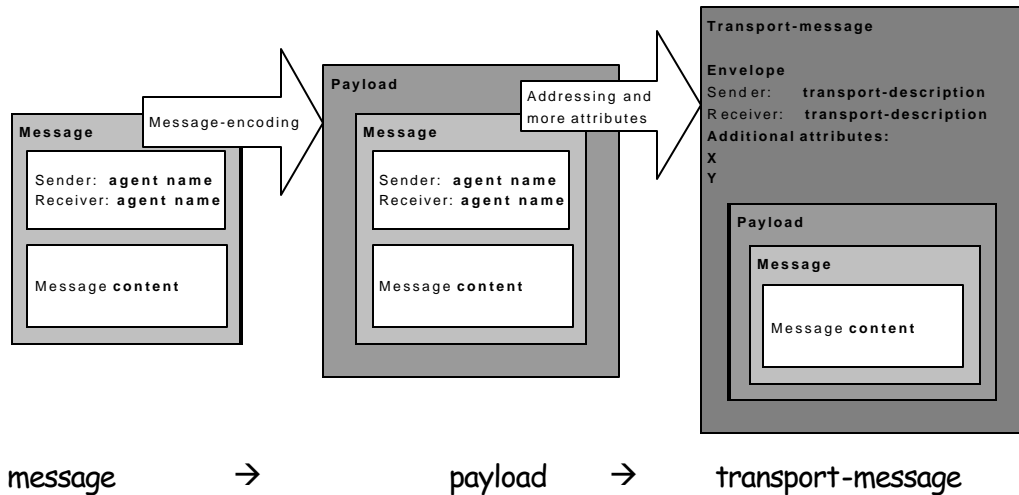 Message
Sender: agent name
Receiver: agent name
Message content
Message-encoding
Payload
Message
Sender: agent name
Receiver: agent name
Message content
Addressing and
more attributes
Transport-message
Envelope
Sender: transport-description
Receiver: transport-description
Additional attributes:
X
Y
Payload
Message
Message content
message → payload → transport-message